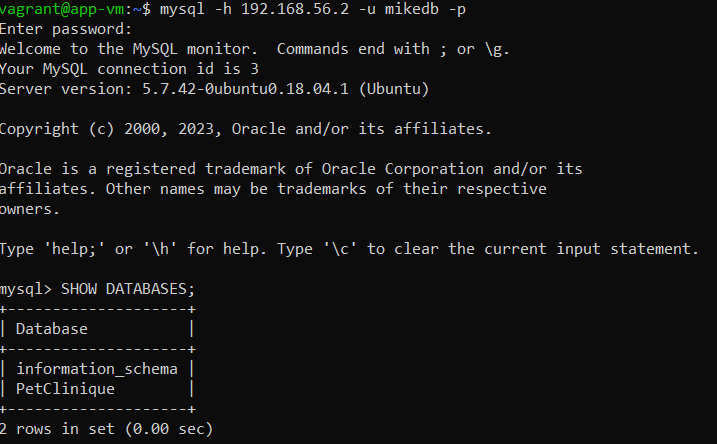 vagrant@app-vm:~$ mysql -h 192.168.56.2 -u mikedb -p
Enter password:
Welcome to the MySQL monitor.  Commands end with ; or \g.
Your MySQL connection id is 3
Server version: 5.7.42-0ubuntu0.18.04.1 (Ubuntu)

Copyright (c) 2000, 2023, Oracle and/or its affiliates.

Oracle is a registered trademark of Oracle Corporation and/or its
affiliates. Other names may be trademarks of their respective
owners.

Type 'help;' or '\h' for help. Type '\c' to clear the current input statement.

mysql> SHOW DATABASES;
+--------------------+
| Database           |
+--------------------+
| information_schema |
| PetClinique        |
+--------------------+
2 rows in set (0.00 sec)